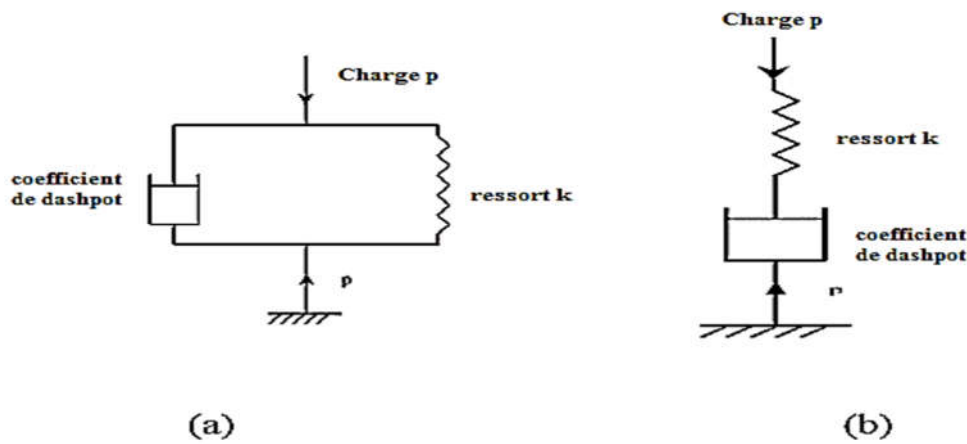 Charge p
coefficient
de dashpot
ressort k
p
(a)
Charge p
ressort k
coefficient
de dashpot
(b)